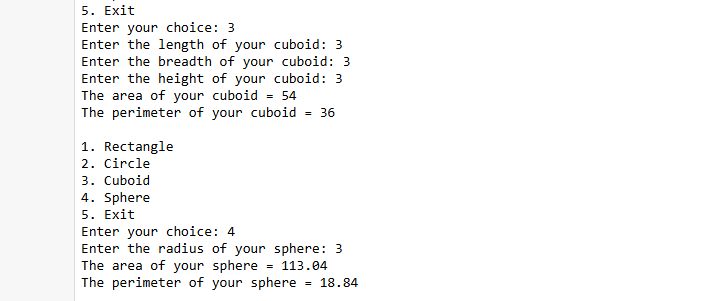 5. Exit
Enter your choice: 3
Enter the length of your cuboid: 3
Enter the breadth of your cuboid: 3
Enter the height of your cuboid: 3
The area of your cuboid = 54
The perimeter of your cuboid = 36
1. Rectangle
2. Circle
3. Cuboid
4. Sphere
5. Exit
Enter your choice: 4
Enter the radius of your sphere: 3
The area of your sphere = 113.04
The perimeter of your sphere = 18.84